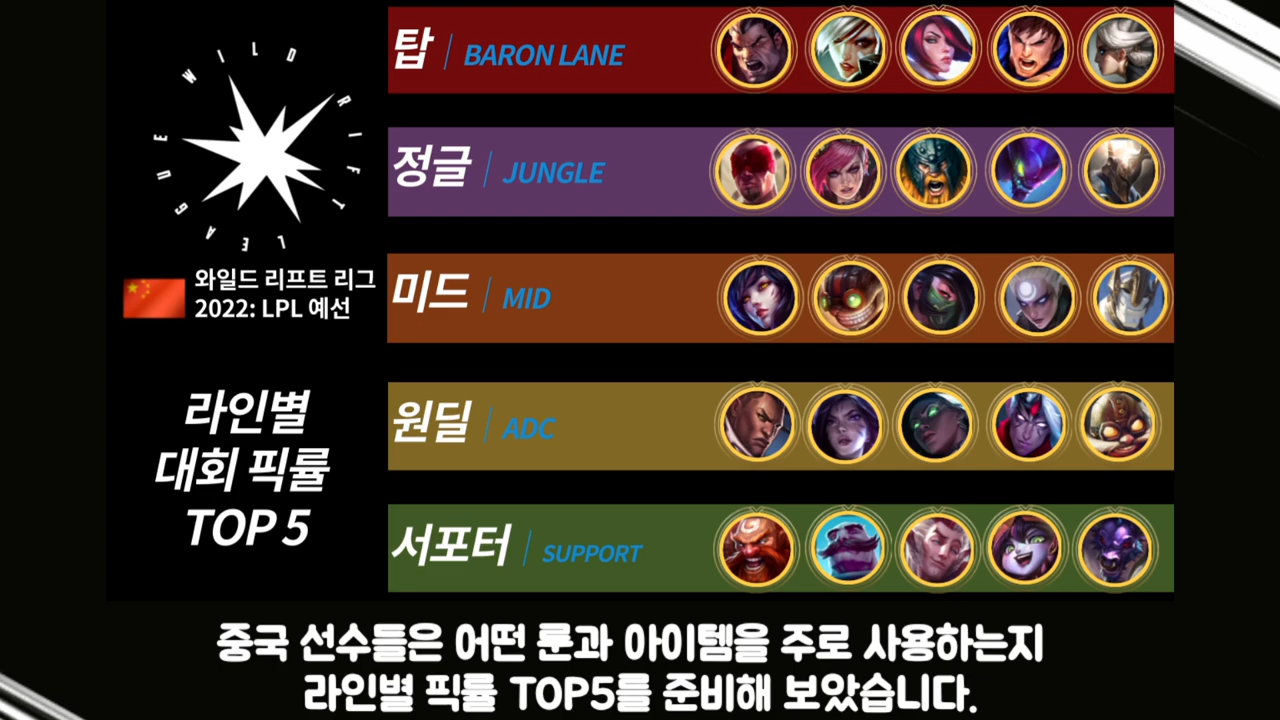 WILD RIFT LEAGUE
와일드 리프트 리그
2022: LPL 예선
라인별
대회 픽률
TOP 5
탑 | BARON LANE
정글 | JUNGLE
미드 | MID
원딜 | ADC
서포터 | SUPPORT
중국 선수들은 어떤 룬과 아이템을 주로 사용하는지
라인별 픽률 TOP5를 준비해 보았습니다.